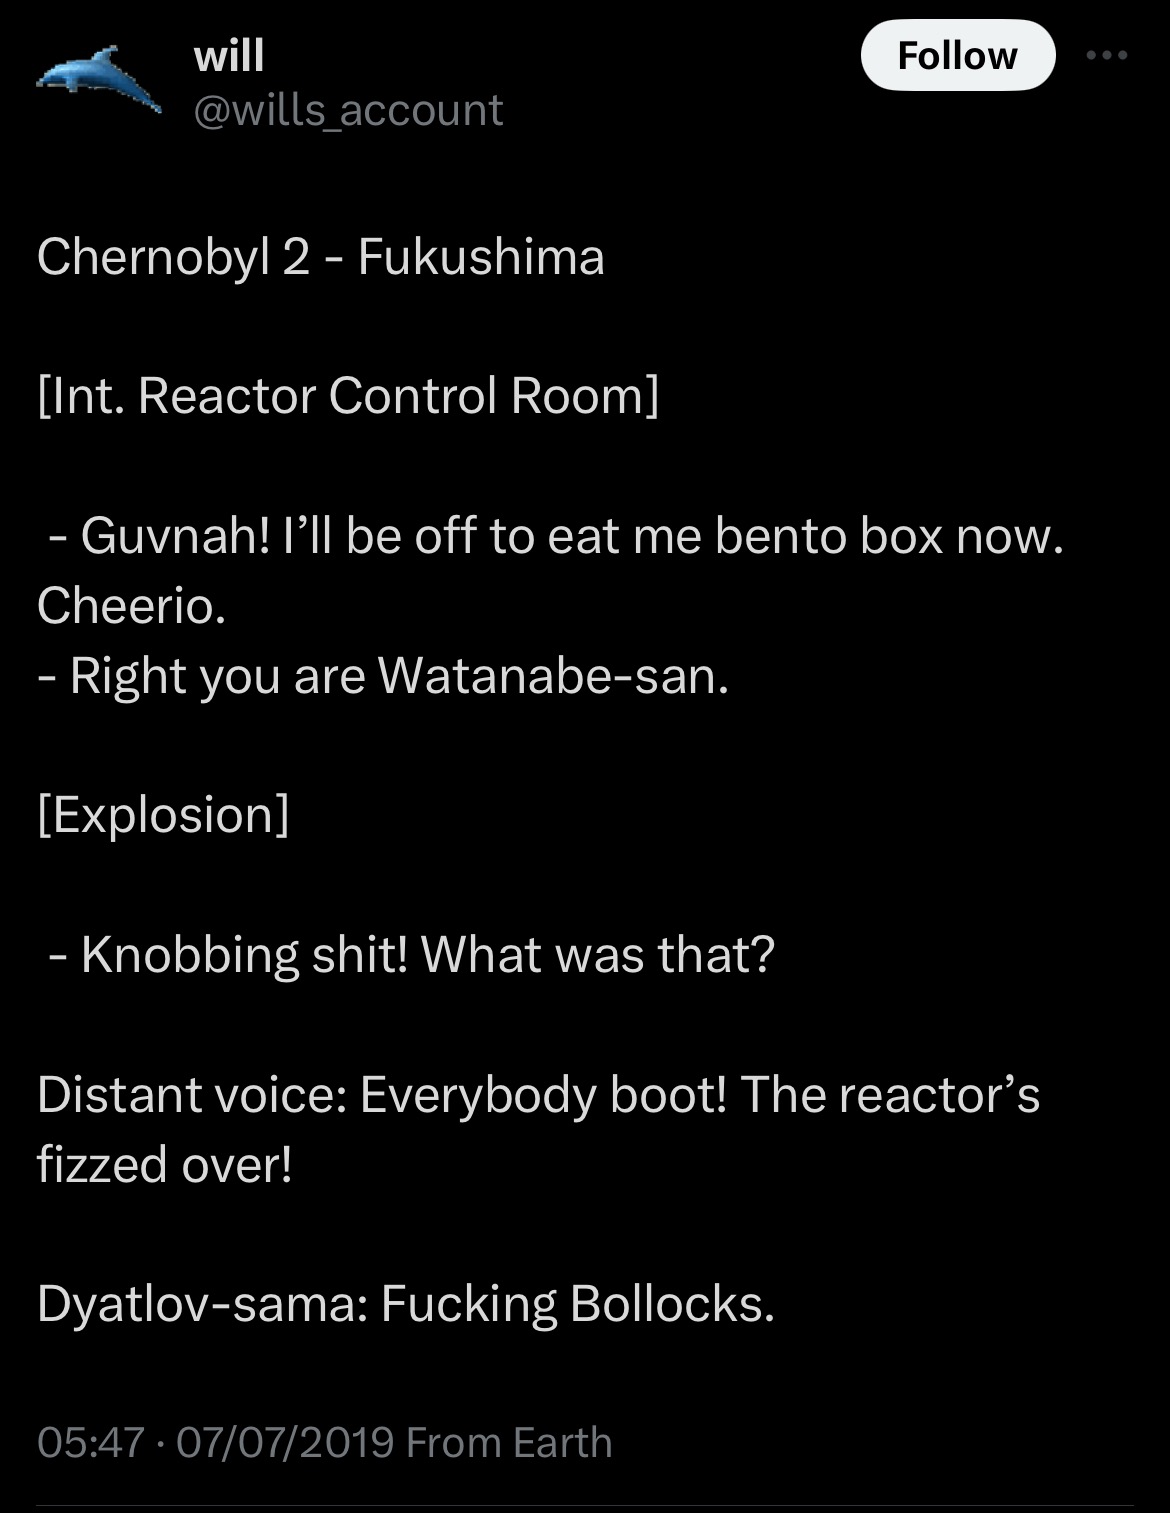 will
Follow
@wills_account
Chernobyl 2 - Fukushima
[Int. Reactor Control Room]
- Guvnah! I’ll be off to eat me bento box now.
Cheerio.
- Right you are Watanabe-san.
[Explosion]
- Knobbing shit! What was that?
Distant voice: Everybody boot! The reactor’s
fizzed over!
Dyatlov-sama: Fucking Bollocks.
05:47 · 07/07/2019 From Earth